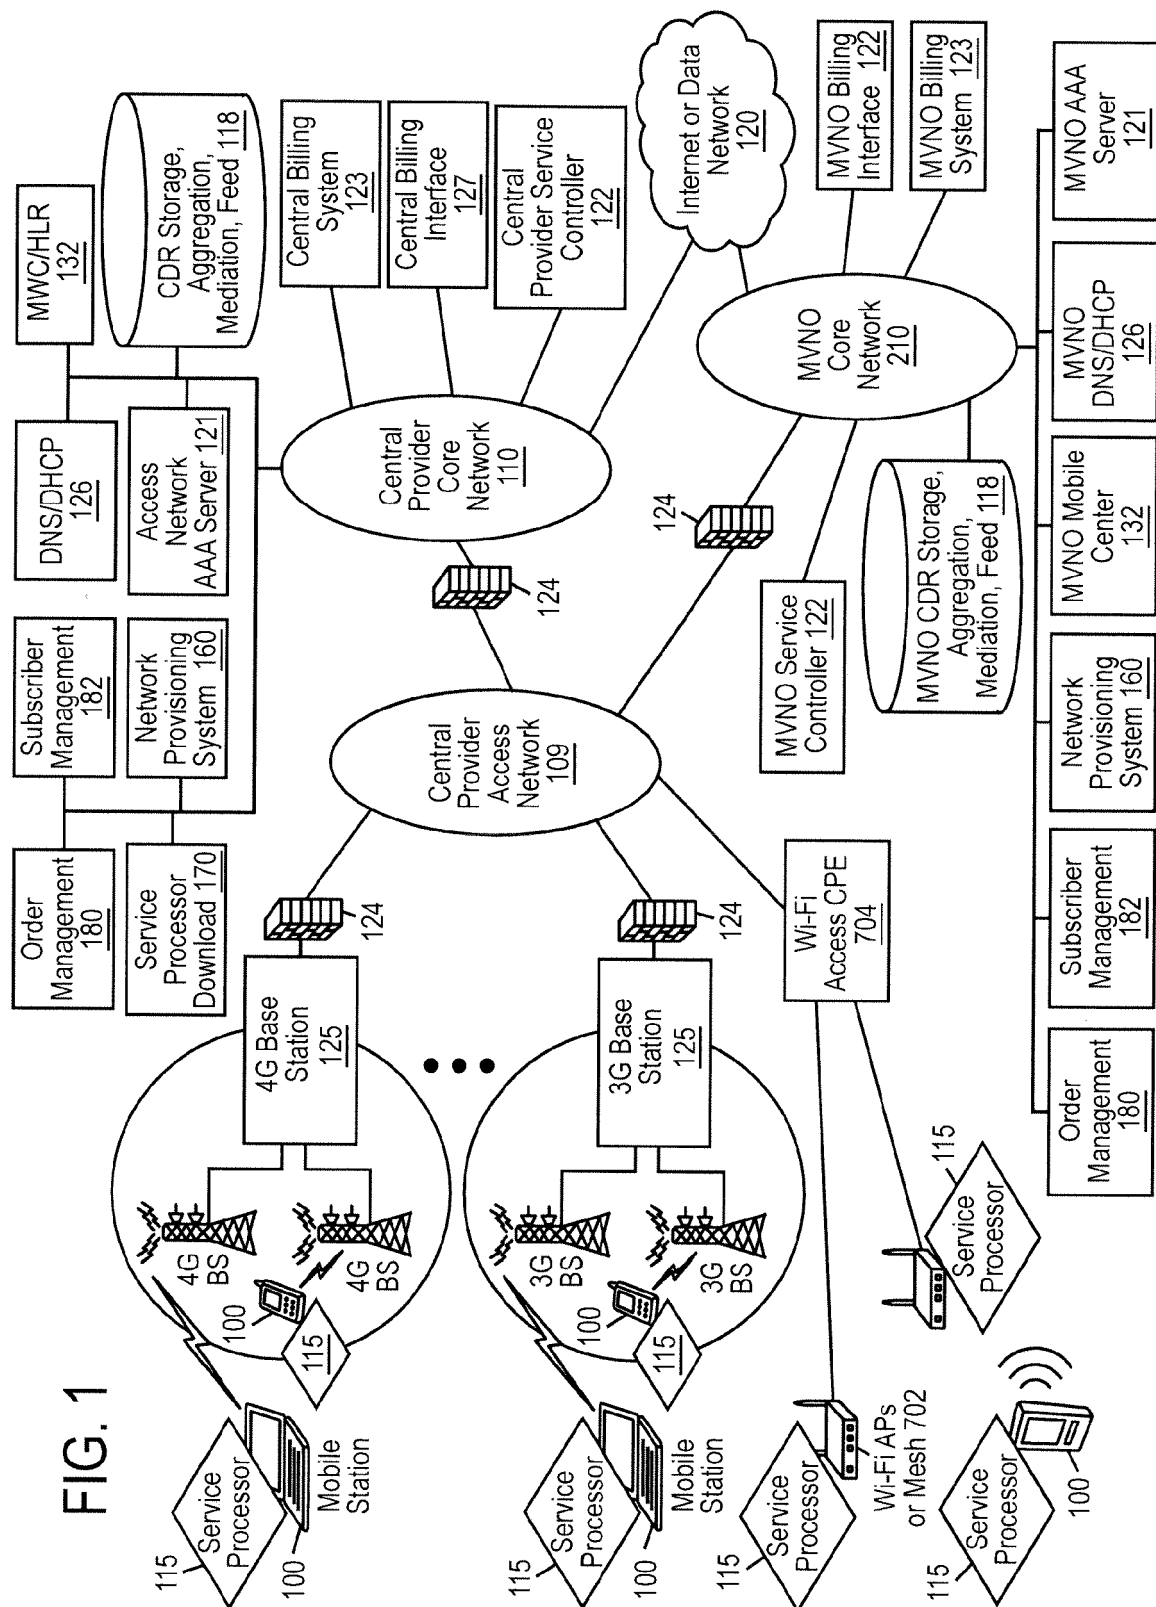 FIG. 1
Order
Management
180
Subscriber
Management
182
DNS/DHCP
126
MWC/HLR
132
Service
Processor
Download 170
Network
Provisioning
System 160
Access
Network
AAA Server 121
CDR Storage,
Aggregation,
Mediation, Feed 118
115
Service
Processor
100
Mobile
Station
100
115
4G
BS
4G
BS
4G Base
Station
125
124
Central Billing
System
123
Central Billing
Interface
127
Central
Provider Service
Controller
122
Central
Provider
Core
Network
110
124
Central
Provider
Access
Network
109
Internet or Data
Network
120
115
Service
Processor
100
Mobile
Station
100
115
3G
BS
3G
BS
3G Base
Station
125
124
124
MVNO
Core
Network
210
MVNO Billing
Interface 122
MVNO Billing
System 123
MVNO Service
Controller 122
MVNO CDR Storage,
Aggregation,
Mediation, Feed 118
Wi-Fi
Access CPE
704
115
Service
Processor
Wi-Fi APs
or Mesh 702
115
Service
Processor
115
Service
Processor
100
Order
Management
180
Subscriber
Management
182
Network
Provisioning
System 160
MVNO Mobile
Center
132
MVNO
DNS/DHCP
126
MVNO AAA
Server
121